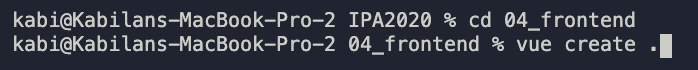 kabi@Kabilans-MacBook-Pro-2 IPA2020 % cd 04_frontend
kabi@Kabilans-MacBook-Pro-2 04_frontend % vue create .